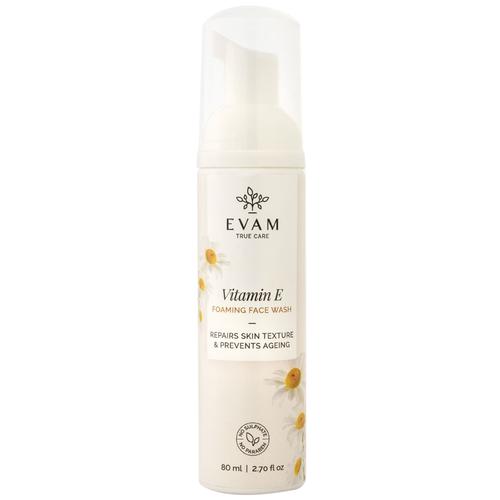 EVAM
TRUE CARE
Vitamin E
FOAMING FACE WASH
REPAIRS SKIN TEXTURE
& PREVENTS AGEING
NO SULPHATE
NO PARABEN
80 ml | 2.70 fl oz